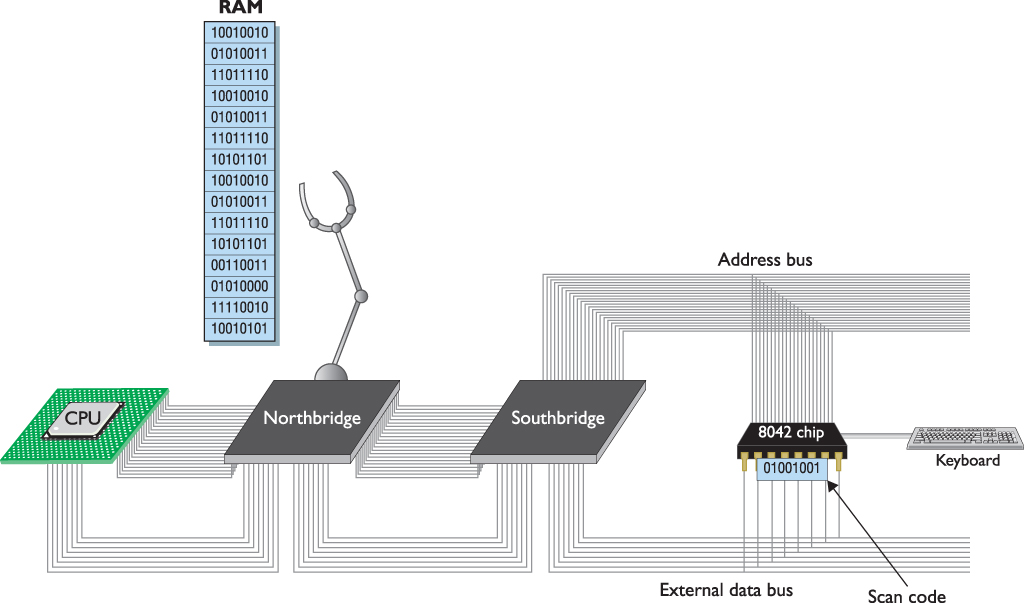 RAM
10010010
01010011
11011110
10010010
01010011
11011110
10101101
10010010
01010011
11011110
10101101
00110011
01010000
11110010
10010101
Address bus
CPU
Northbridge
Southbridge
8042 chip
Keyboard
01001001
External data bus
Scan code